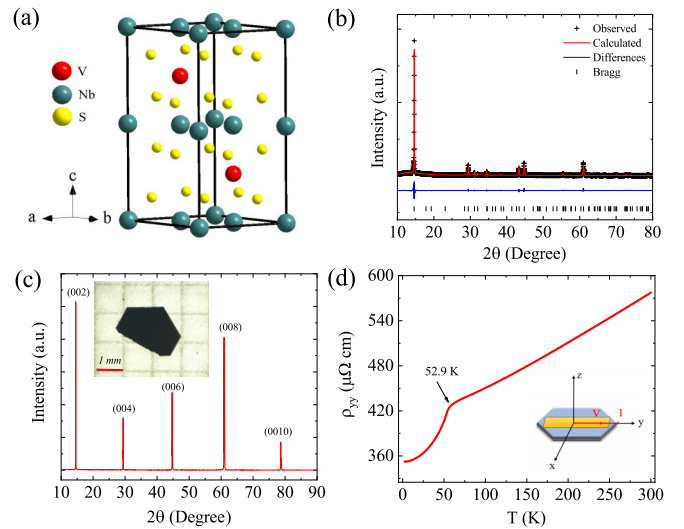 (a)
V
Nb
S
c
a
b
(b)
Observed
Calculated
Differences
Bragg
Intensity (a.u.)
10 20 30 40 50 60 70 80
2θ (Degree)
(c)
(002)
(004)
(006)
(008)
(0010)
1 mm
Intensity (a.u.)
10 20 30 40 50 60 70 80 90
2θ (Degree)
(d)
600
540
480
420
360
ρyy (μΩ cm)
52.9 K
z
V
I
y
x
0 50 100 150 200 250 300
T (K)